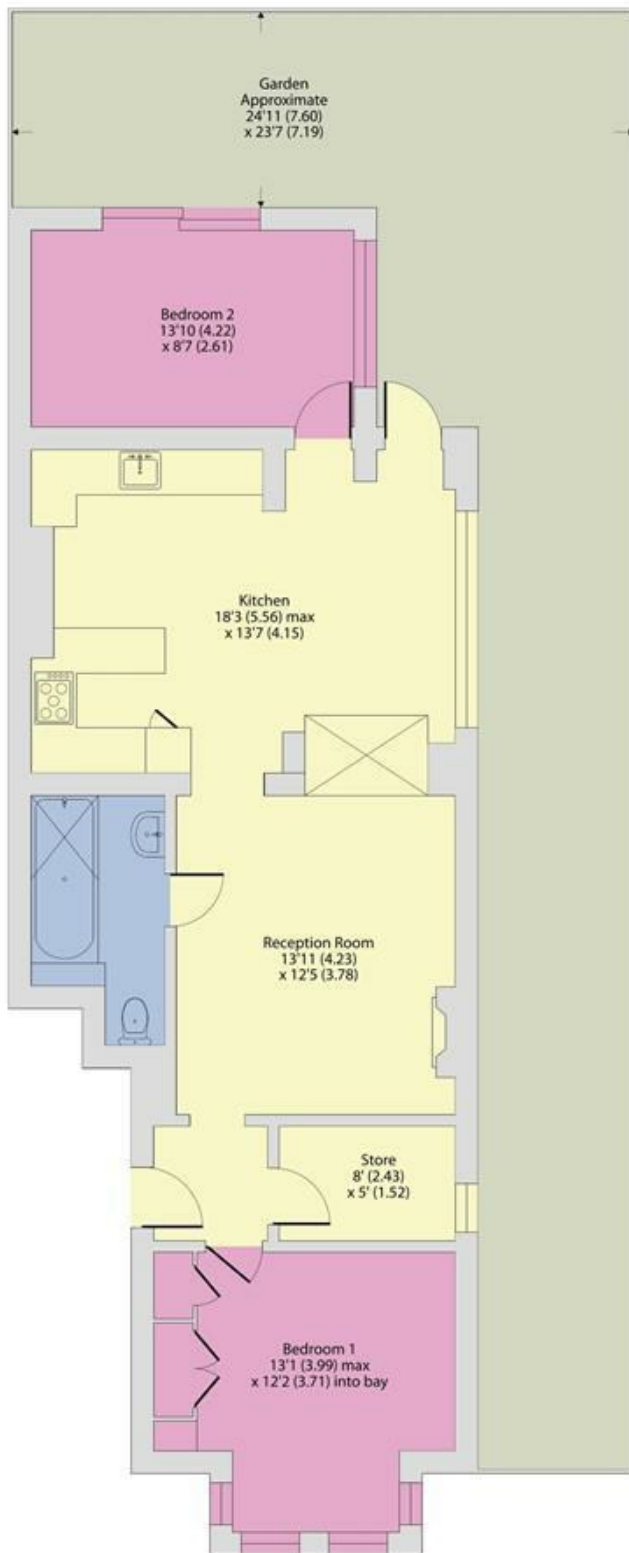 Garden
Approximate
24'11 (7.60)
x 23'7 (7.19)
Bedroom 2
13'10 (4.22)
x 8'7 (2.61)
Kitchen
18'3 (5.56) max
x 13'7 (4.15)
Reception Room
13'11 (4.23)
x 12'5 (3.78)
Store
8' (2.43)
x 5' (1.52)
Bedroom 1
13'1 (3.99) max
x 12'2 (3.71) into bay